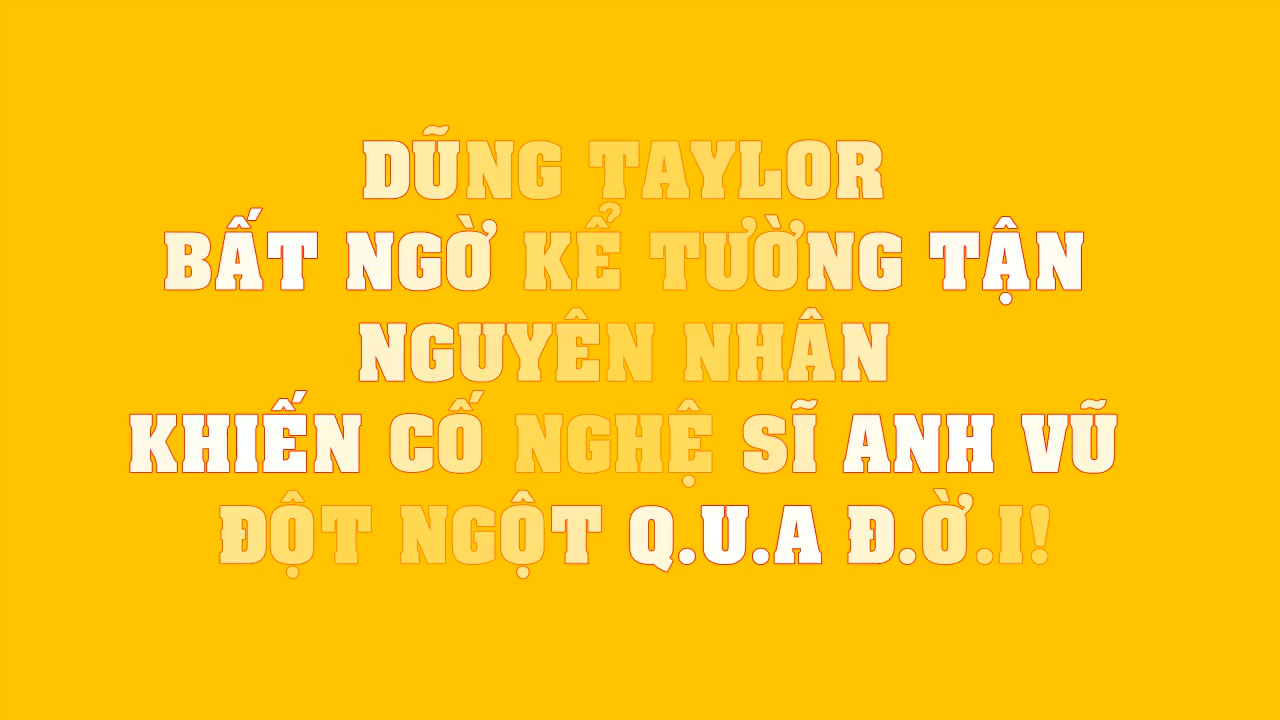 DŨNG TAYLOR
BẤT NGỜ KỂ TƯỜNG TẬN
NGUYÊN NHÂN
KHIẾN CỐ NGHỆ SĨ ANH VŨ
ĐỘT NGỘT Q.U.A Đ.Ờ.I!